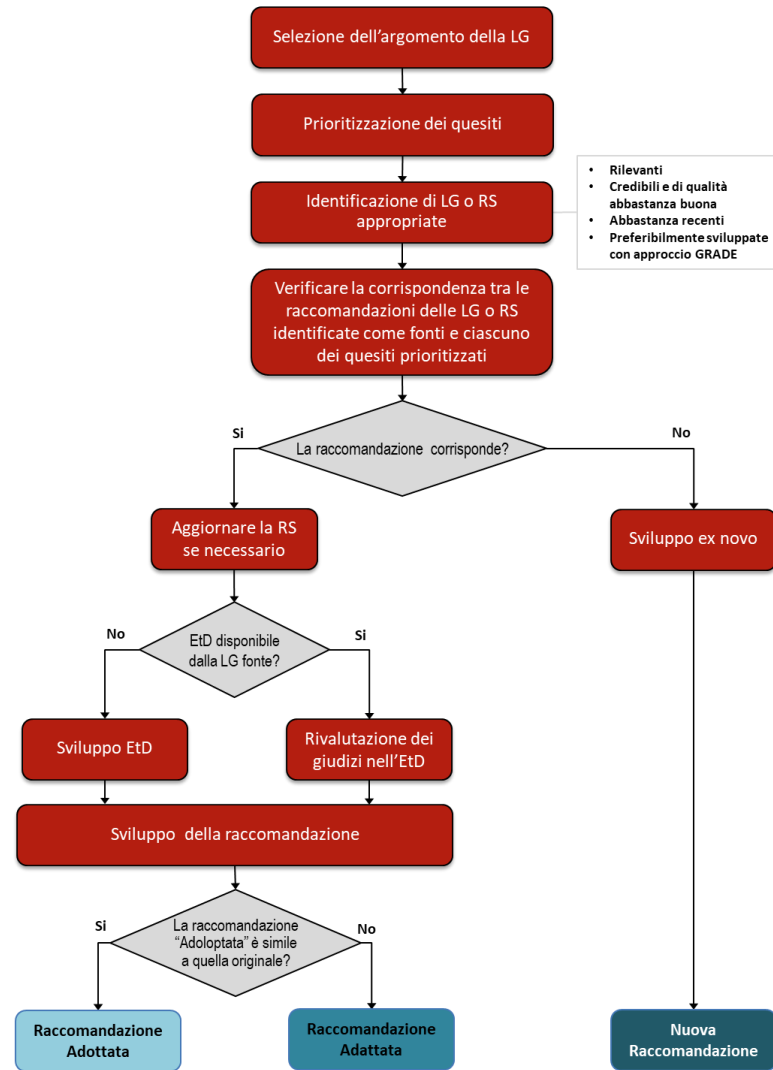 Selezione dell'argomento della LG
Prioritizzazione dei quesiti
Identificazione di LG o RS
appropriate
• Rilevanti
• Credibili e di qualità
abbastanza buona
• Abbastanza recenti
• Preferibilmente sviluppate
con approccio GRADE
Verificare la corrispondenza tra le
raccomandazioni delle LG o RS
identificate come fonti e ciascuno
dei quesiti prioritizzati
Si
No
La raccomandazione corrisponde?
Aggiornare la RS
se necessario
Sviluppo ex novo
No
Si
EtD disponibile
dalla LG fonte?
Sviluppo EtD
Rivalutazione dei
giudizi nell'EtD
Sviluppo della raccomandazione
Si
No
La raccomandazione
“Adoloptata” è simile
a quella originale?
Raccomandazione
Adottata
Raccomandazione
Adattata
Nuova
Raccomandazione